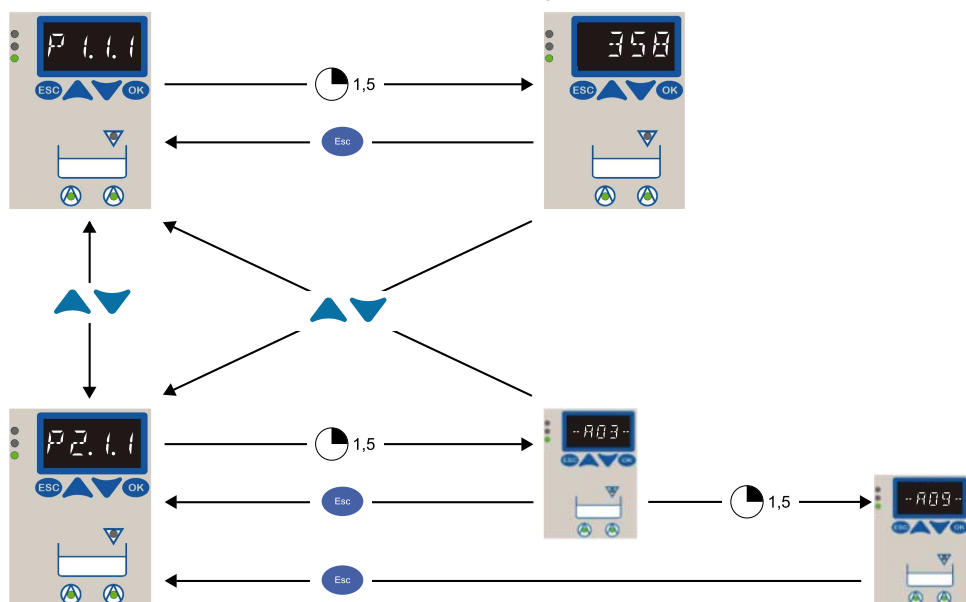 P 1.1.1
358
ESC OK
ESC OK
1,5
Esc
P2.1.1
--A03--
ESC OK
1,5
ESC OK
Esc
1,5
--A09--
ESC OK
Esc